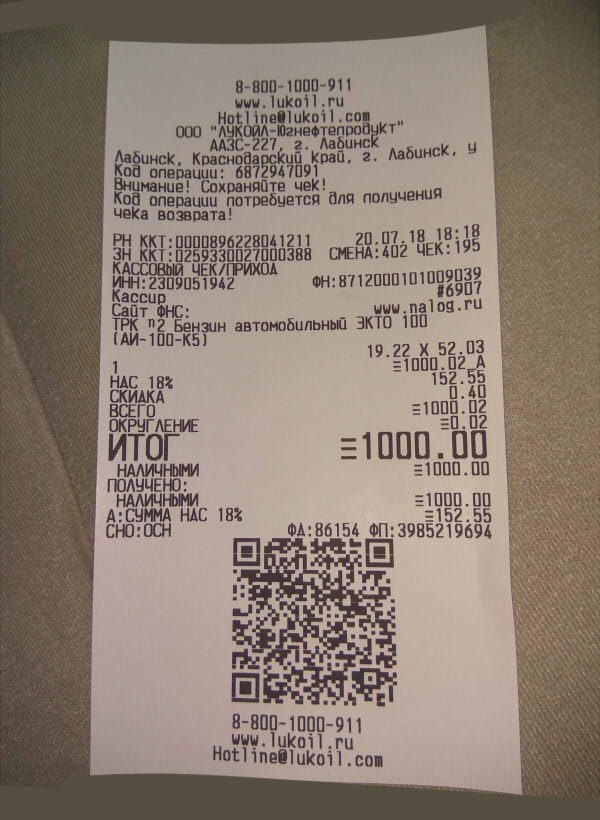 8-800-1000-911
www.lukoil.ru
Hotline@lukoil.com
ООО "ЛУКОЙЛ-Югнефтепродукт"
ААЗС-227, г. Лабинск
Лабинск, Краснодарский край, г. Лабинск, у
Код операции: 6872947091
Внимание! Сохраняйте чек!
Код операции потребуется для получения
чека возврата!
РН ККТ:0000896228041211 20.07.18 18:18
ЗН ККТ:0259330027000388 СМЕНА:402 ЧЕК:195
КАССОВЫЙ ЧЕК/ПРИХОД
ИНН:2309051942 ФН:8712000101009039
Кассир #6907
Сайт ФНС: www.nalog.ru
ТРК п2 Бензин автомобильный ЭКТО 100
(АИ-100-К5)
19.22 X 52.03
1 ≡1000.02_А
НДС 18% 152.55
СКИДКА 0.40
ВСЕГО ≡1000.02
ОКРУГЛЕНИЕ ≡0.02
ИТОГ ≡1000.00
НАЛИЧНЫМИ ≡1000.00
ПОЛУЧЕНО:
НАЛИЧНЫМИ ≡1000.00
А:СУММА НДС 18% ≡152.55
СНО:ОСН ФД:86154 ФП:3985219694
8-800-1000-911
www.lukoil.ru
Hotline@lukoil.com